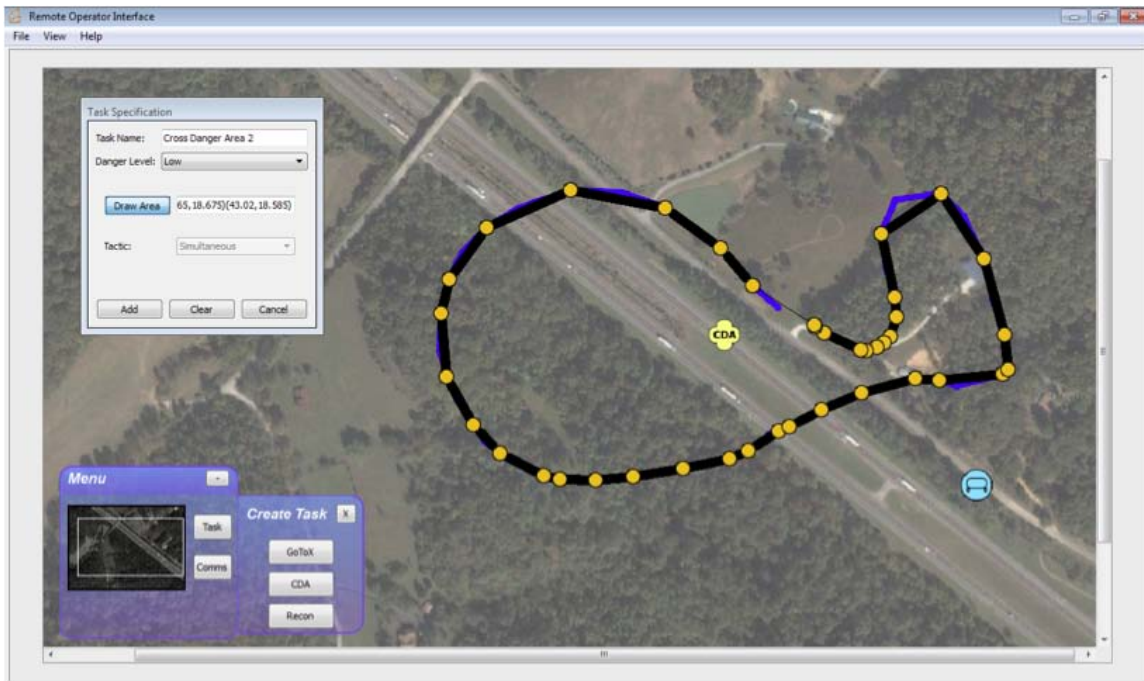 Remote Operator Interface
File View Help
Task Specification
Task Name: Cross Danger Area 2
Danger Level: Low
Draw Area 65,18.675)(43.02,18.585)
Tactic: Simultaneous
Add Clear Cancel
CDA
Menu -
Task
Comms
Create Task X
GoToX
CDA
Recon